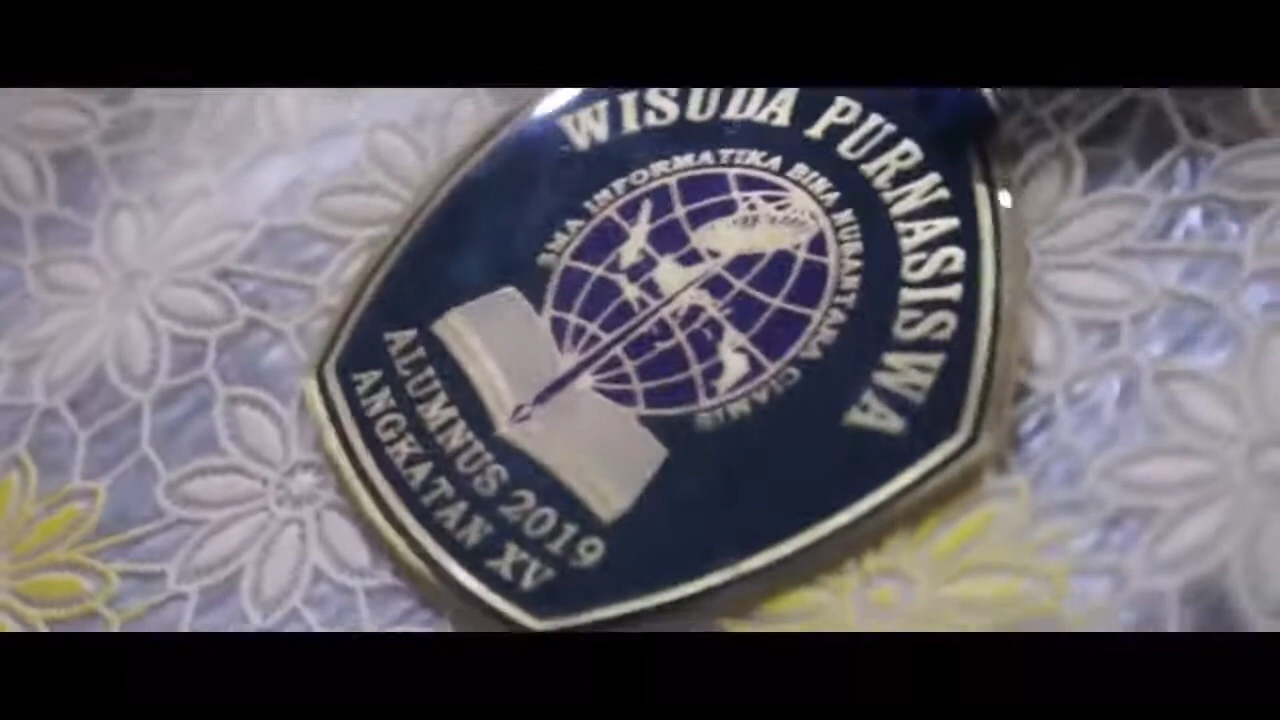 WISUDA PURNASISWA
SMA INFORMATIKA BINA NUSANTARA CIAMIS
ALUMNUS 2019
ANGKATAN XV